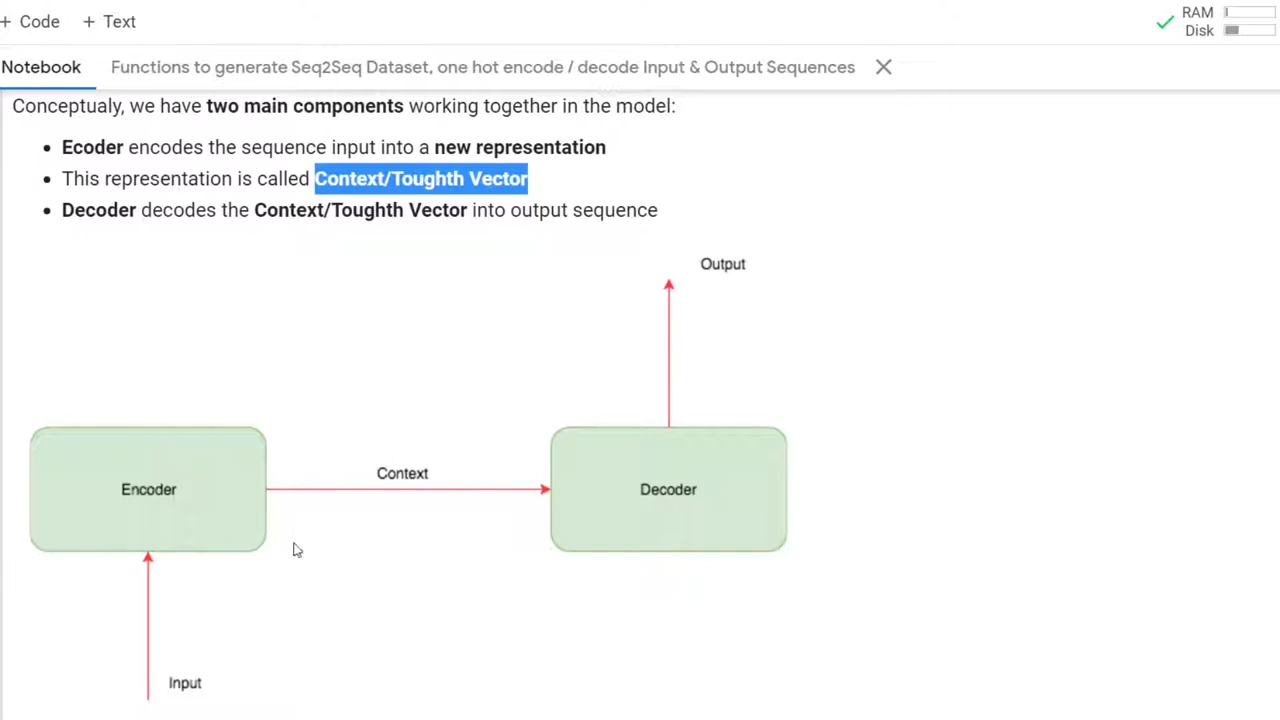 + Code + Text
RAM
Disk
Notebook Functions to generate Seq2Seq Dataset, one hot encode / decode Input & Output Sequences
Conceptualy, we have two main components working together in the model:
• Ecoder encodes the sequence input into a new representation
• This representation is called Context/Toughth Vector
• Decoder decodes the Context/Toughth Vector into output sequence
Output
Context
Encoder
Decoder
Input